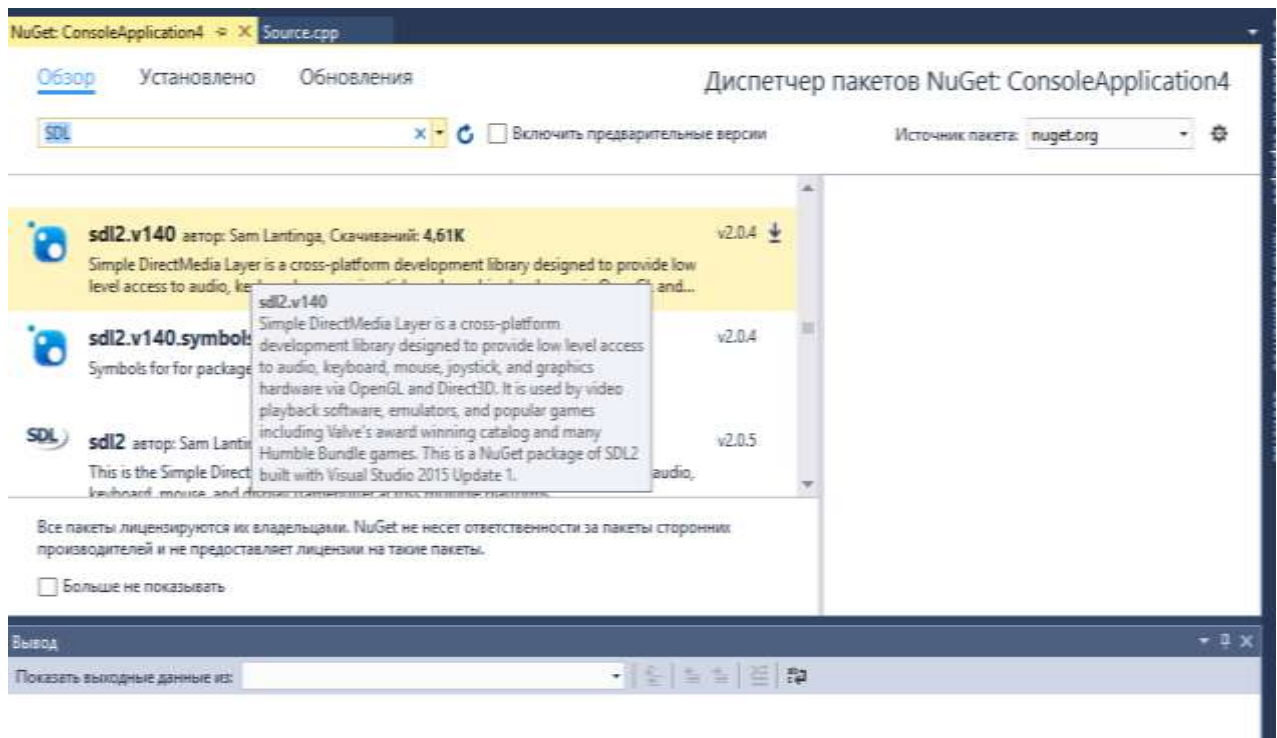 NuGet: ConsoleApplication4 Source.cpp
Обзор Установлено Обновления Диспетчер пакетов NuGet: ConsoleApplication4
SDL Включить предварительные версии Источник пакета: nuget.org
sdl2.v140 автор: Sam Lantinga, Скачиваний: 4,61K v2.0.4
Simple DirectMedia Layer is a cross-platform development library designed to provide low
level access to audio, and...
sdl2.v140
Simple DirectMedia Layer is a cross-platform
development library designed to provide low level access
to audio, keyboard, mouse, joystick, and graphics
hardware via OpenGL and Direct3D. It is used by video
playback software, emulators, and popular games
including Valve's award winning catalog and many
Humble Bundle games. This is a NuGet package of SDL2
built with Visual Studio 2015 Update 1.
sdl2.v140.symbols v2.0.4
Symbols for for package
SDL
sdl2 автор: Sam v2.0.5
This is the Simple Direct audio,
keyboard, mouse, and
Все пакеты лицензируются их владельцами. NuGet не несет ответственности за пакеты сторонних
производителей и не предоставляет лицензии на такие пакеты.
Больше не показывать
Вывод
Показать выходные данные из: